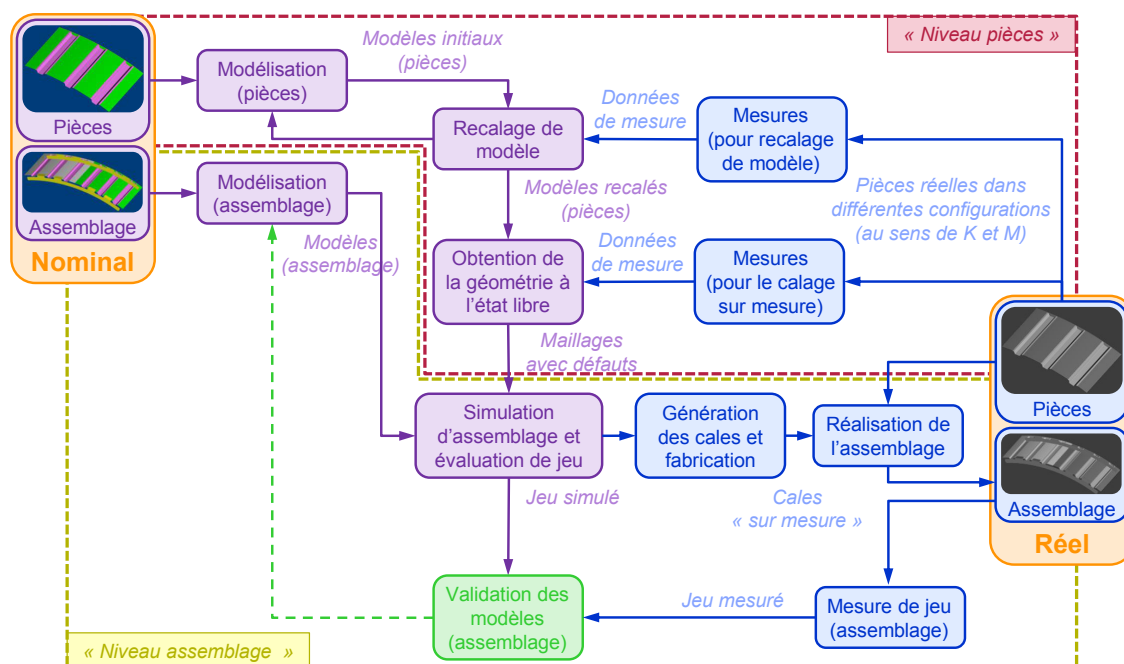 « Niveau pièces »
Pièces
Assemblage
Nominal
Modélisation
(pièces)
Modèles initiaux
(pièces)
Recalage de
modèle
Données
de mesure
Mesures
(pour recalage
de modèle)
Modélisation
(assemblage)
Modèles
(assemblage)
Modèles recalés
(pièces)
Pièces réelles dans
différentes configurations
(au sens de K et M)
Obtention de
la géométrie à
l’état libre
Données
de mesure
Mesures
(pour le calage
sur mesure)
Maillages
avec défauts
Simulation
d’assemblage et
évaluation de jeu
Génération
des cales et
fabrication
Réalisation de
l’assemblage
Pièces
Assemblage
Réel
Jeu simulé
Cales
« sur mesure »
Validation des
modèles
(assemblage)
Jeu mesuré
Mesure de jeu
(assemblage)
« Niveau assemblage »